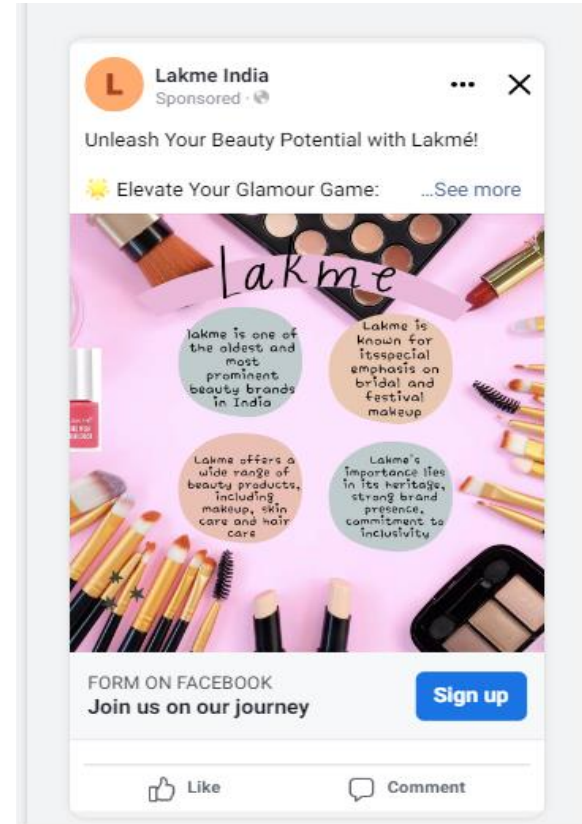 L
Lakme India
Sponsored ·
Unleash Your Beauty Potential with Lakmé!
Elevate Your Glamour Game: ...See more
Lakme
lakme is one of
the oldest and
most
prominent
beauty brands
in India
Lakme is
known for
itsspecial
emphasis on
bridal and
festival
makeup
Lakme offers a
wide range of
beauty products,
including
makeup, skin
care and hair
care
Lakme's
importance lies
in its heritage,
strong brand
presence,
commitment to
inclusivity
FORM ON FACEBOOK
Join us on our journey
Sign up
Like
Comment